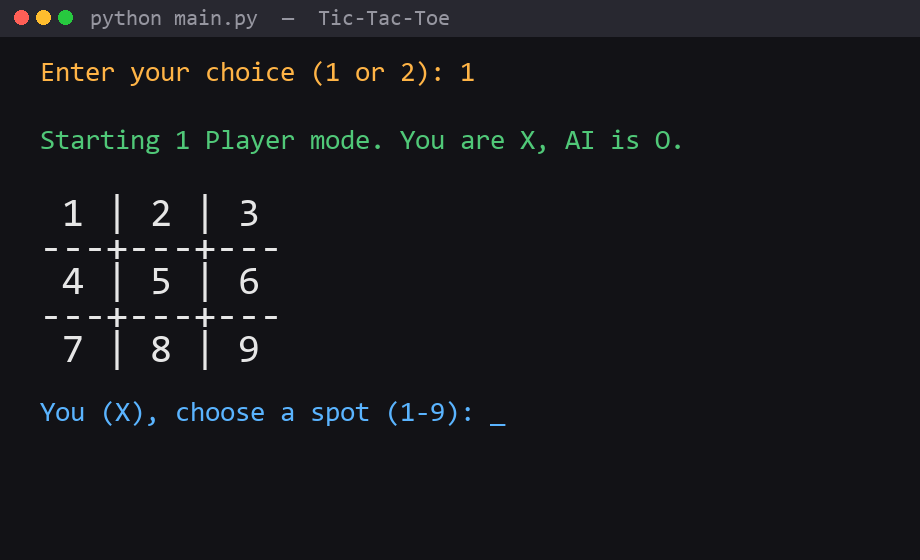 python main.py — Tic-Tac-Toe
Enter your choice (1 or 2): 1
Starting 1 Player mode. You are X, AI is O.
1 | 2 | 3
---+---+---
4 | 5 | 6
---+---+---
7 | 8 | 9
You (X), choose a spot (1-9): _